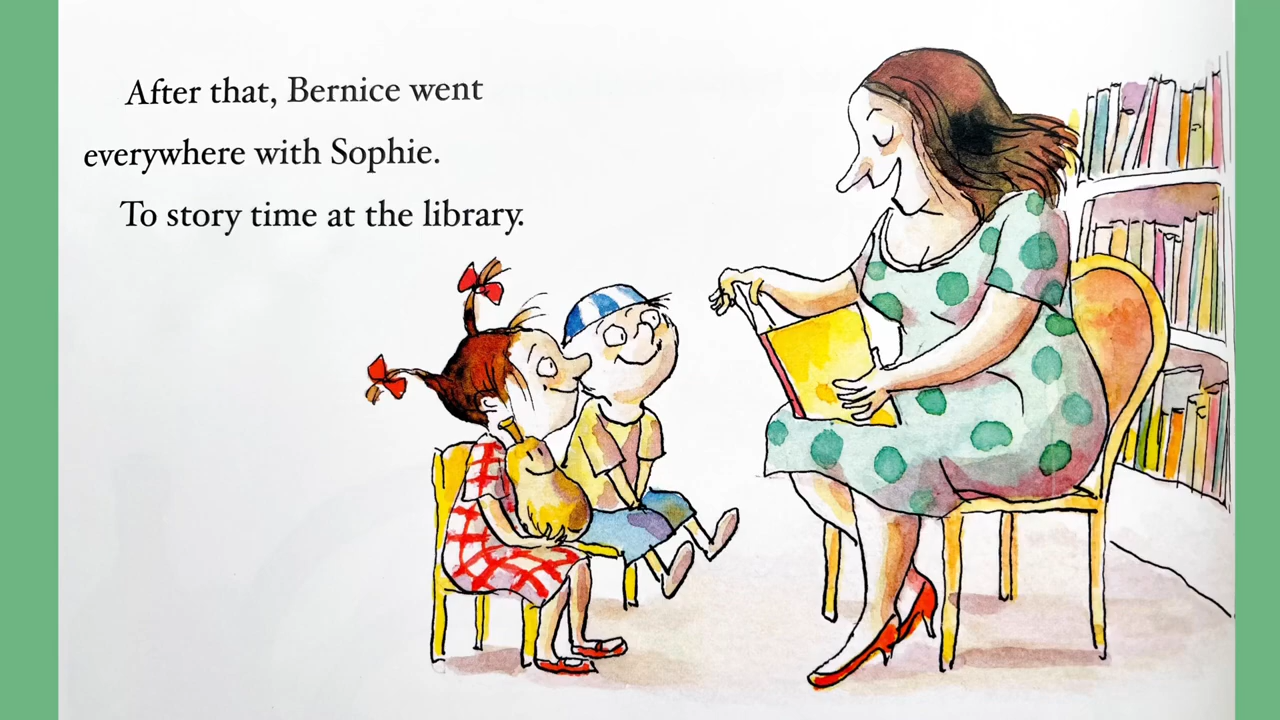 After that, Bernice went
everywhere with Sophie.
To story time at the library.